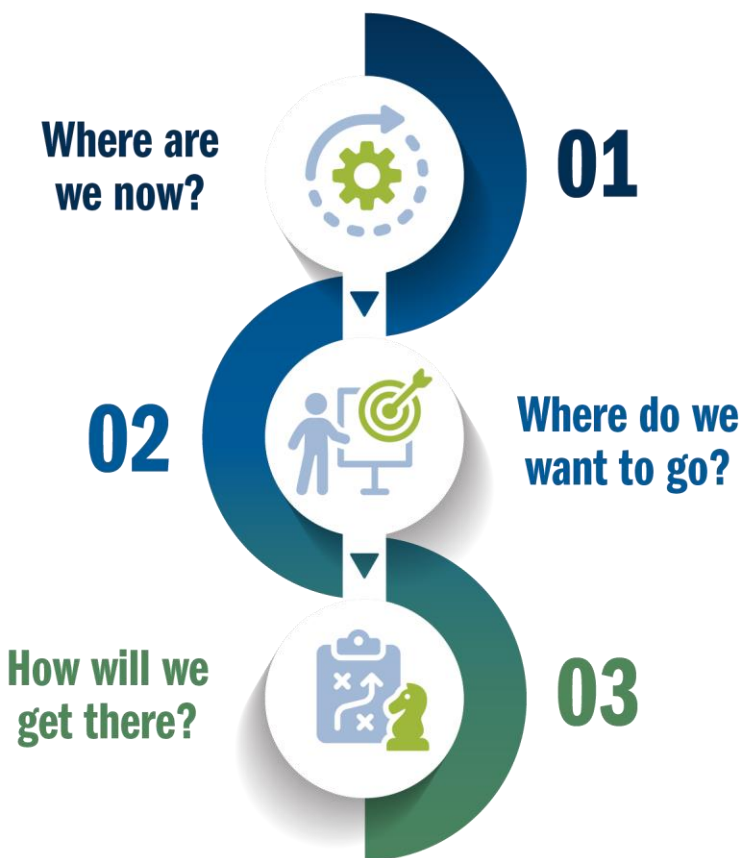 Where are
we now?
01
02
Where do we
want to go?
How will we
get there?
03